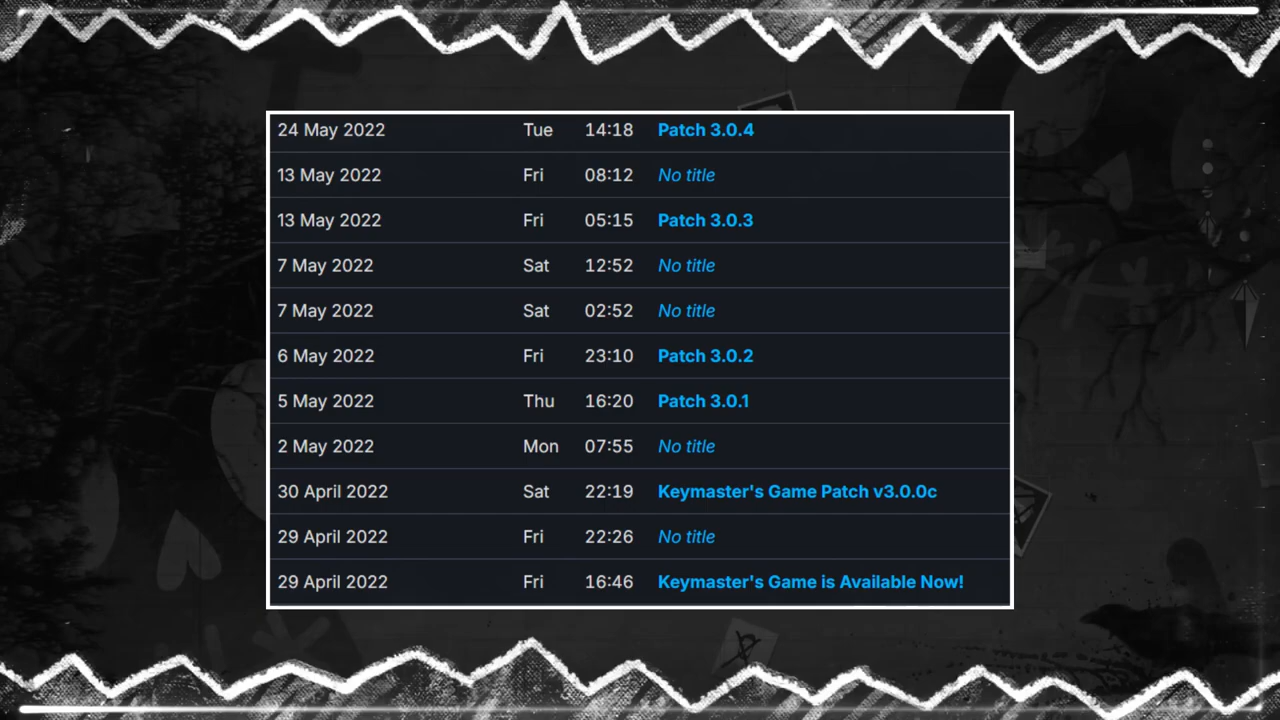 24 May 2022 Tue 14:18 Patch 3.0.4
13 May 2022 Fri 08:12 No title
13 May 2022 Fri 05:15 Patch 3.0.3
7 May 2022 Sat 12:52 No title
7 May 2022 Sat 02:52 No title
6 May 2022 Fri 23:10 Patch 3.0.2
5 May 2022 Thu 16:20 Patch 3.0.1
2 May 2022 Mon 07:55 No title
30 April 2022 Sat 22:19 Keymaster's Game Patch v3.0.0c
29 April 2022 Fri 22:26 No title
29 April 2022 Fri 16:46 Keymaster's Game is Available Now!